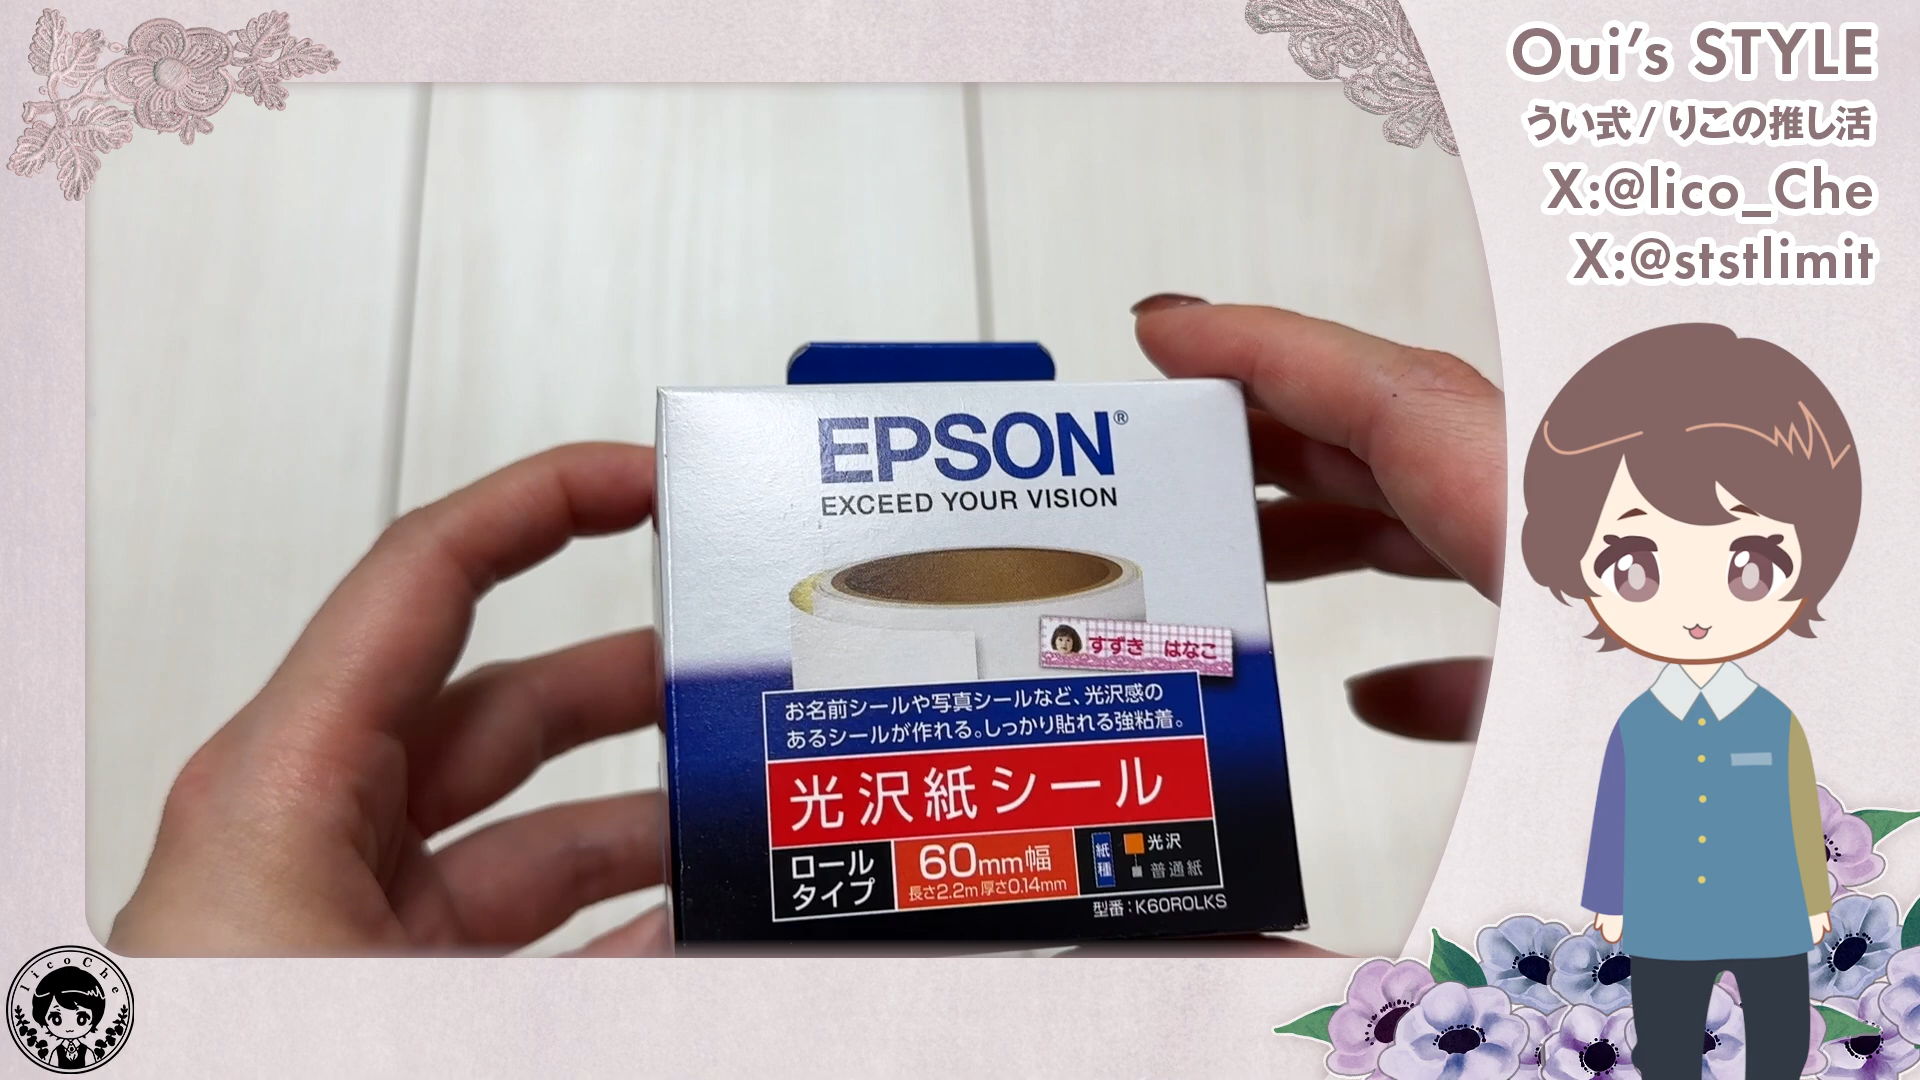 Oui's STYLE
うい式/りこの推し活
X:@lico_Che
X:@ststlimit
EPSON®
EXCEED YOUR VISION
すずき はなこ
お名前シールや写真シールなど、光沢感の
あるシールが作れる。しっかり貼れる強粘着。
光沢紙シール
ロール
タイプ
60mm幅
長さ2.2m厚さ0.14mm
紙種
光沢
普通紙
型番:K60ROLKS
licoChe